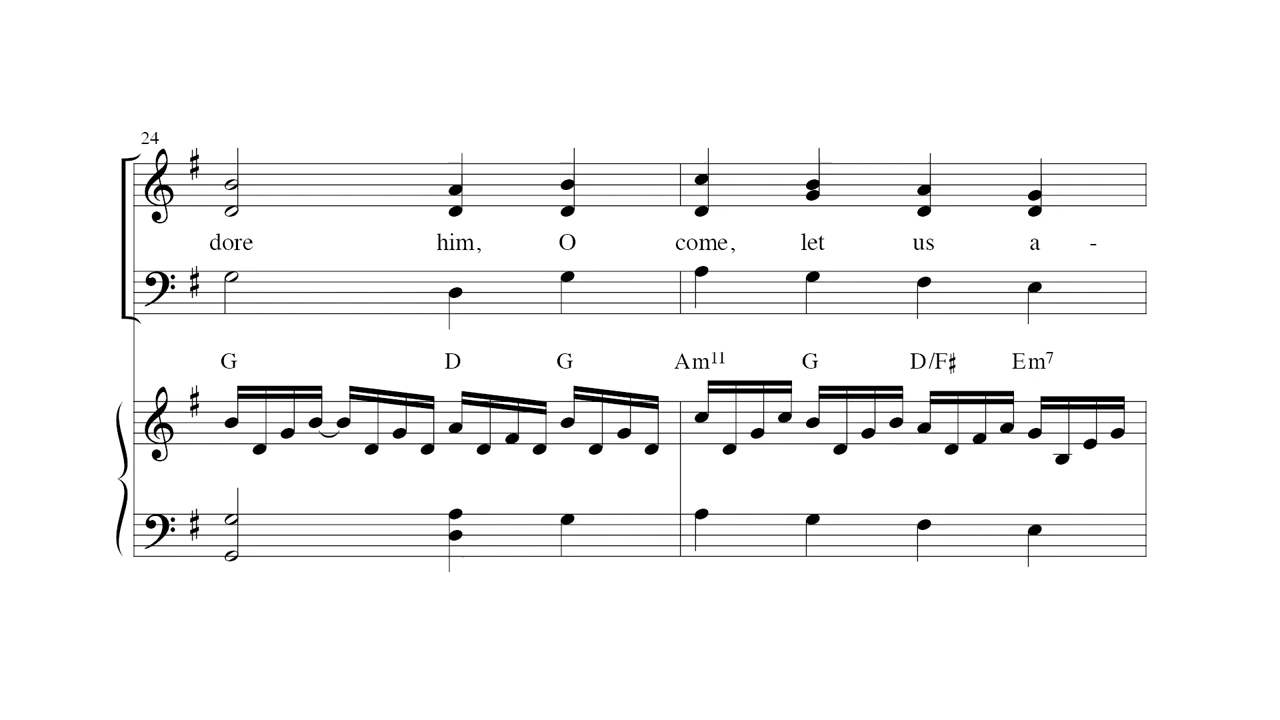 24
dore him, O come, let us a -
G D G Am11 G D/F♯ Em7